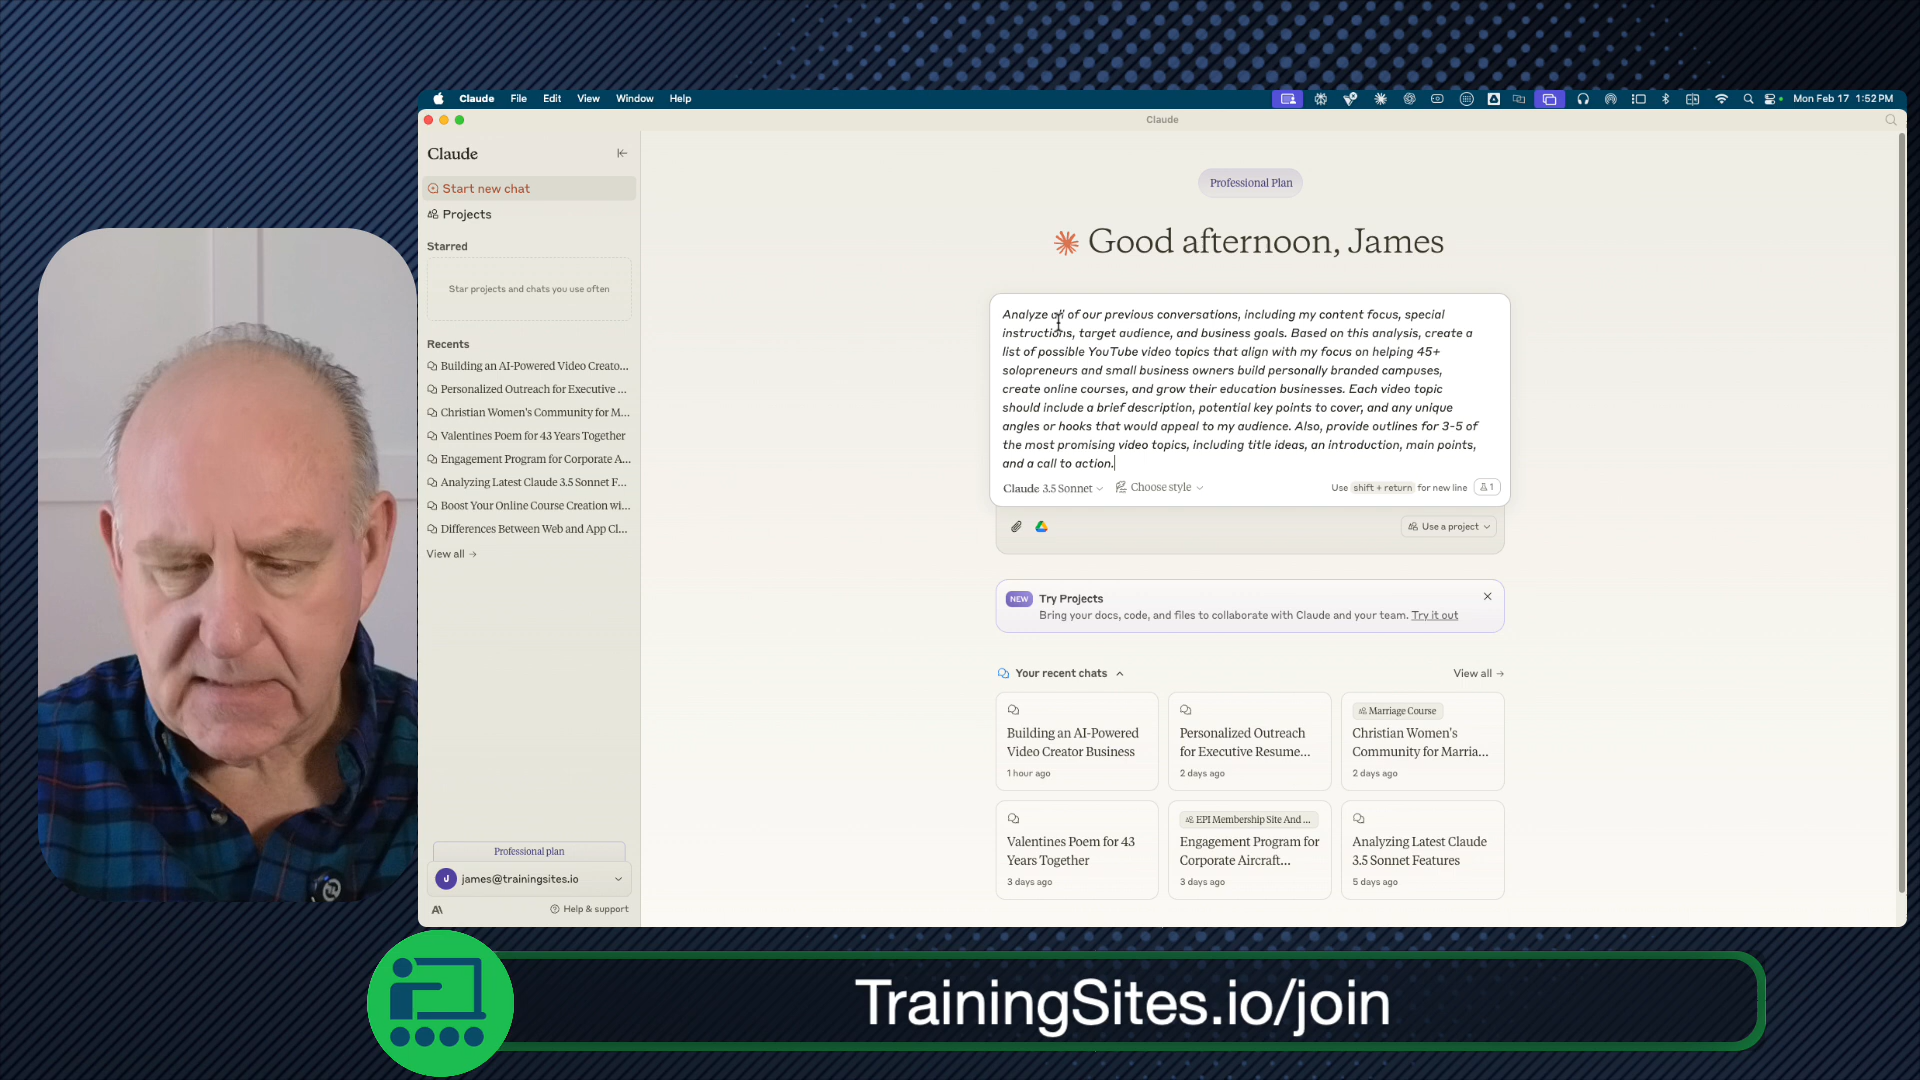 Claude File Edit View Window Help
Mon Feb 17 1:52 PM
Claude
Claude
Start new chat
Projects
Starred
Star projects and chats you use often
Recents
Building an AI-Powered Video Creato...
Personalized Outreach for Executive ...
Christian Women's Community for M...
Valentines Poem for 43 Years Together
Engagement Program for Corporate A...
Analyzing Latest Claude 3.5 Sonnet F...
Boost Your Online Course Creation wi...
Differences Between Web and App Cl...
View all →
Professional plan
J james@trainingsites.io
A\ Help & support
Professional Plan
Good afternoon, James
Analyze all of our previous conversations, including my content focus, special
instructions, target audience, and business goals. Based on this analysis, create a
list of possible YouTube video topics that align with my focus on helping 45+
solopreneurs and small business owners build personally branded campuses,
create online courses, and grow their education businesses. Each video topic
should include a brief description, potential key points to cover, and any unique
angles or hooks that would appeal to my audience. Also, provide outlines for 3-5 of
the most promising video topics, including title ideas, an introduction, main points,
and a call to action.
Claude 3.5 Sonnet Choose style Use shift + return for new line 1
Use a project
NEW Try Projects
Bring your docs, code, and files to collaborate with Claude and your team. Try it out
Your recent chats View all →
Building an AI-Powered
Video Creator Business
1 hour ago
Personalized Outreach
for Executive Resume...
2 days ago
Marriage Course
Christian Women's
Community for Marria...
2 days ago
Valentines Poem for 43
Years Together
3 days ago
EPI Membership Site And ...
Engagement Program for
Corporate Aircraft...
3 days ago
Analyzing Latest Claude
3.5 Sonnet Features
5 days ago
TrainingSites.io/join